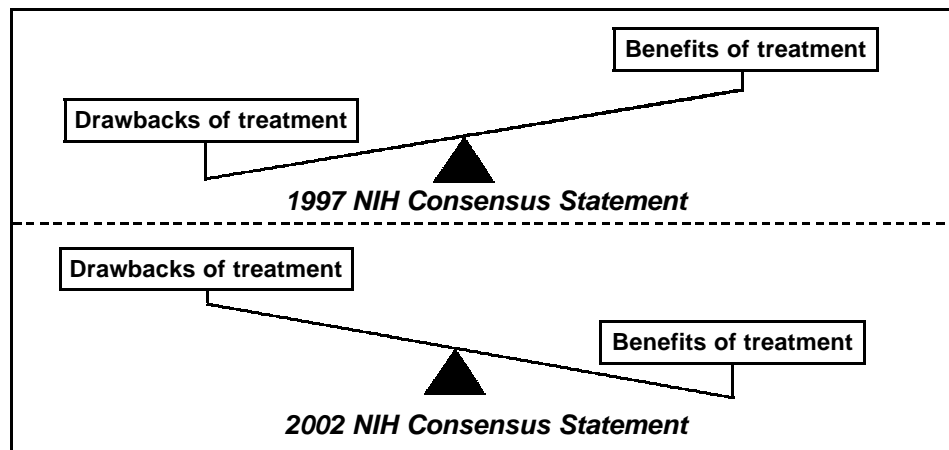 Benefits of treatment
Drawbacks of treatment
1997 NIH Consensus Statement
Drawbacks of treatment
Benefits of treatment
2002 NIH Consensus Statement